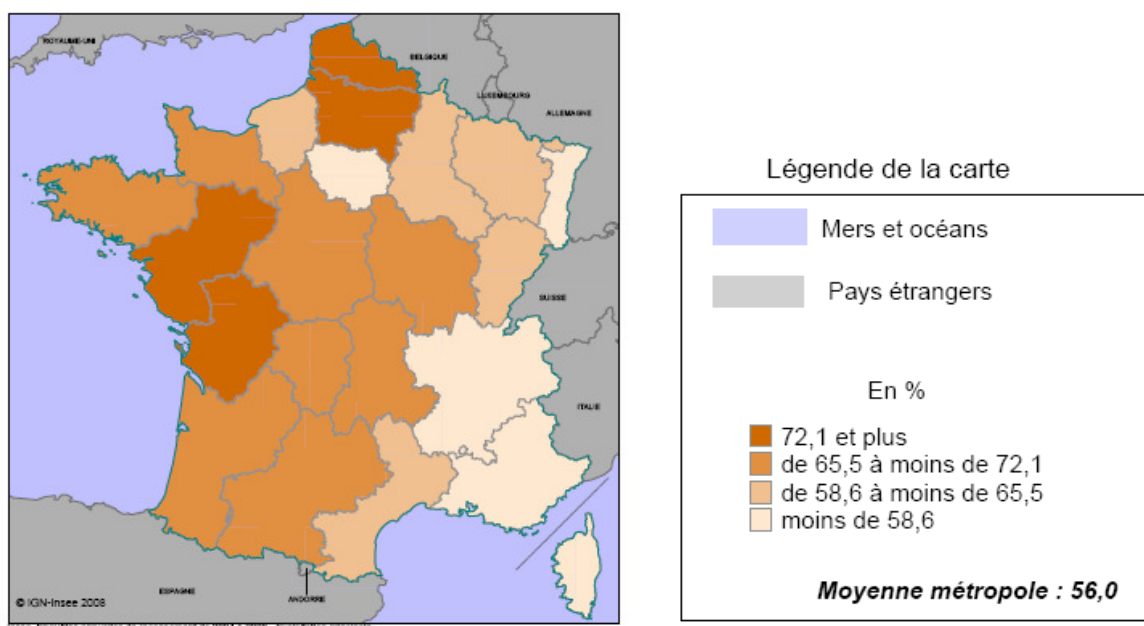 ROYAUME-UNI
BELGIQUE
LUXEMBOURG
ALLEMAGNE
SUISSE
ITALIE
ESPAGNE
ANDORRE
© IGN-Insee 2008
Légende de la carte
Mers et océans
Pays étrangers
En %
72,1 et plus
de 65,5 à moins de 72,1
de 58,6 à moins de 65,5
moins de 58,6
Moyenne métropole : 56,0